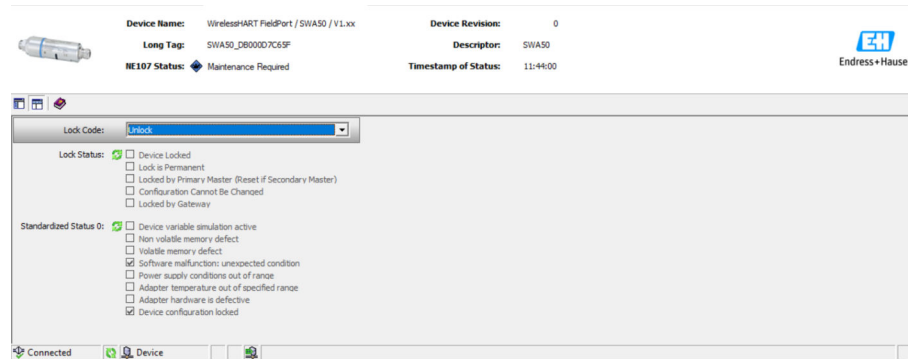 Device Name: WirelessHART FieldPort / SWA50 / V1.xx Device Revision: 0
Long Tag: SWA50_DB000D7C65F Descriptor: SWA50
NE107 Status: Maintenance Required Timestamp of Status: 11:44:00
EH
Endress+Hause
Lock Code: Unlock
Lock Status: Device Locked
Lock is Permanent
Locked by Primary Master (Reset if Secondary Master)
Configuration Cannot Be Changed
Locked by Gateway
Standardized Status 0: Device variable simulation active
Non volatile memory defect
Volatile memory defect
Software malfunction: unexpected condition
Power supply conditions out of range
Adapter temperature out of specified range
Adapter hardware is defective
Device configuration locked
Connected Device